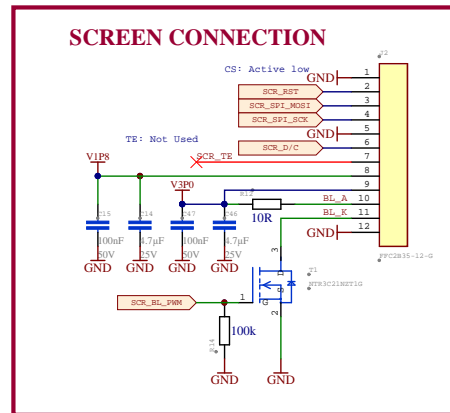 SCREEN CONNECTION
J2
CS: Active low
GND 1
SCR_RST 2
SCR_SPI_MOSI 3
SCR_SPI_SCK 4
GND 5
SCR_D/C 6
TE: Not Used
SCR_TE 7
V1P8 8
V3P0 9
R12 BL_A 10
10R
BL_K 11
GND 12
FPC2B35-12-G
C15 C14 C47 C46
100nF 4.7µF 100nF 4.7µF
50V 25V 50V 25V
GND GND GND GND
3
T1
D
NTR3C21NZT1G
S
G
SCR_BL_PWM 1
2
100k
R14
GND GND